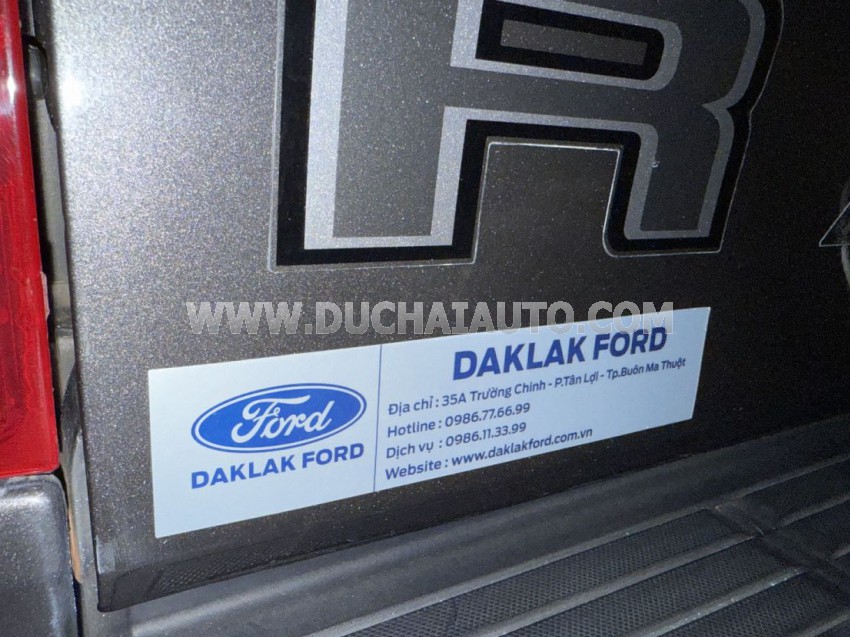 R
WWW.DUCHAIAUTO.COM
DAKLAK FORD
Ford
DAKLAK FORD
Địa chỉ : 35A Trường Chinh - P.Tân Lợi - Tp.Buôn Ma Thuột
Hotline : 0986.77.66.99
Dịch vụ : 0986.11.33.99
Website : www.daklakford.com.vn